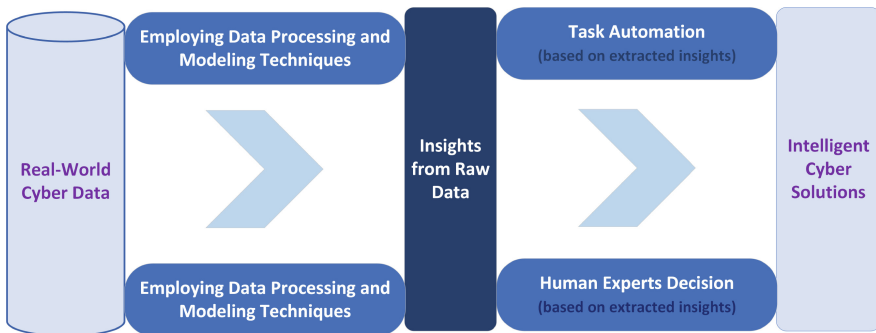 Real-World
Cyber Data
Employing Data Processing and
Modeling Techniques
Employing Data Processing and
Modeling Techniques
Insights
from Raw
Data
Task Automation
(based on extracted insights)
Human Experts Decision
(based on extracted insights)
Intelligent
Cyber
Solutions